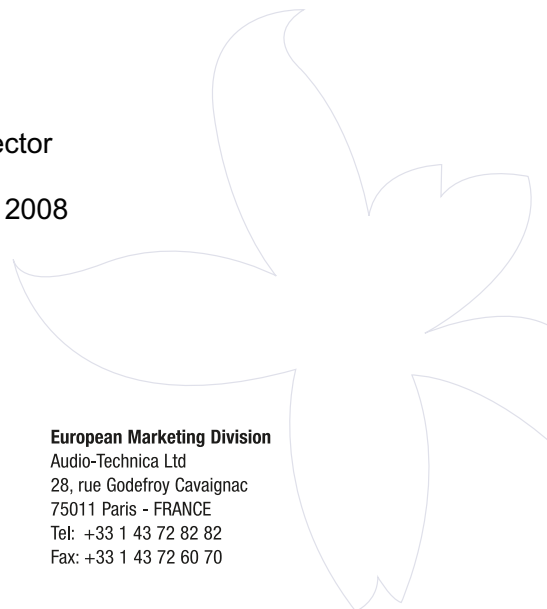 2008
European Marketing Division
Audio-Technica Ltd
28, rue Godefroy Cavaignac
75011 Paris - FRANCE
Tel: +33 1 43 72 82 82
Fax: +33 1 43 72 60 70